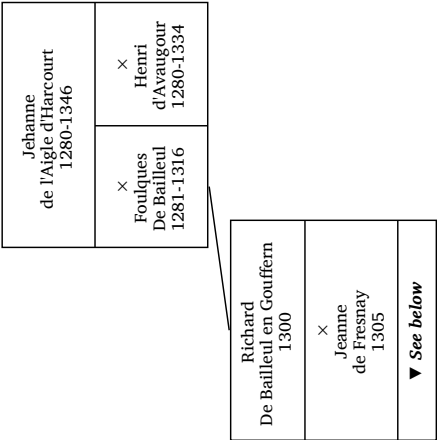 Jehanne
de l'Aigle d'Harcourt
1280-1346
×
Foulques
De Bailleul
1281-1316
×
Henri
d'Avaugour
1280-1334
Richard
De Bailleul en Gouffern
1300
×
Jeanne
de Fresnay
1305
▼ See below